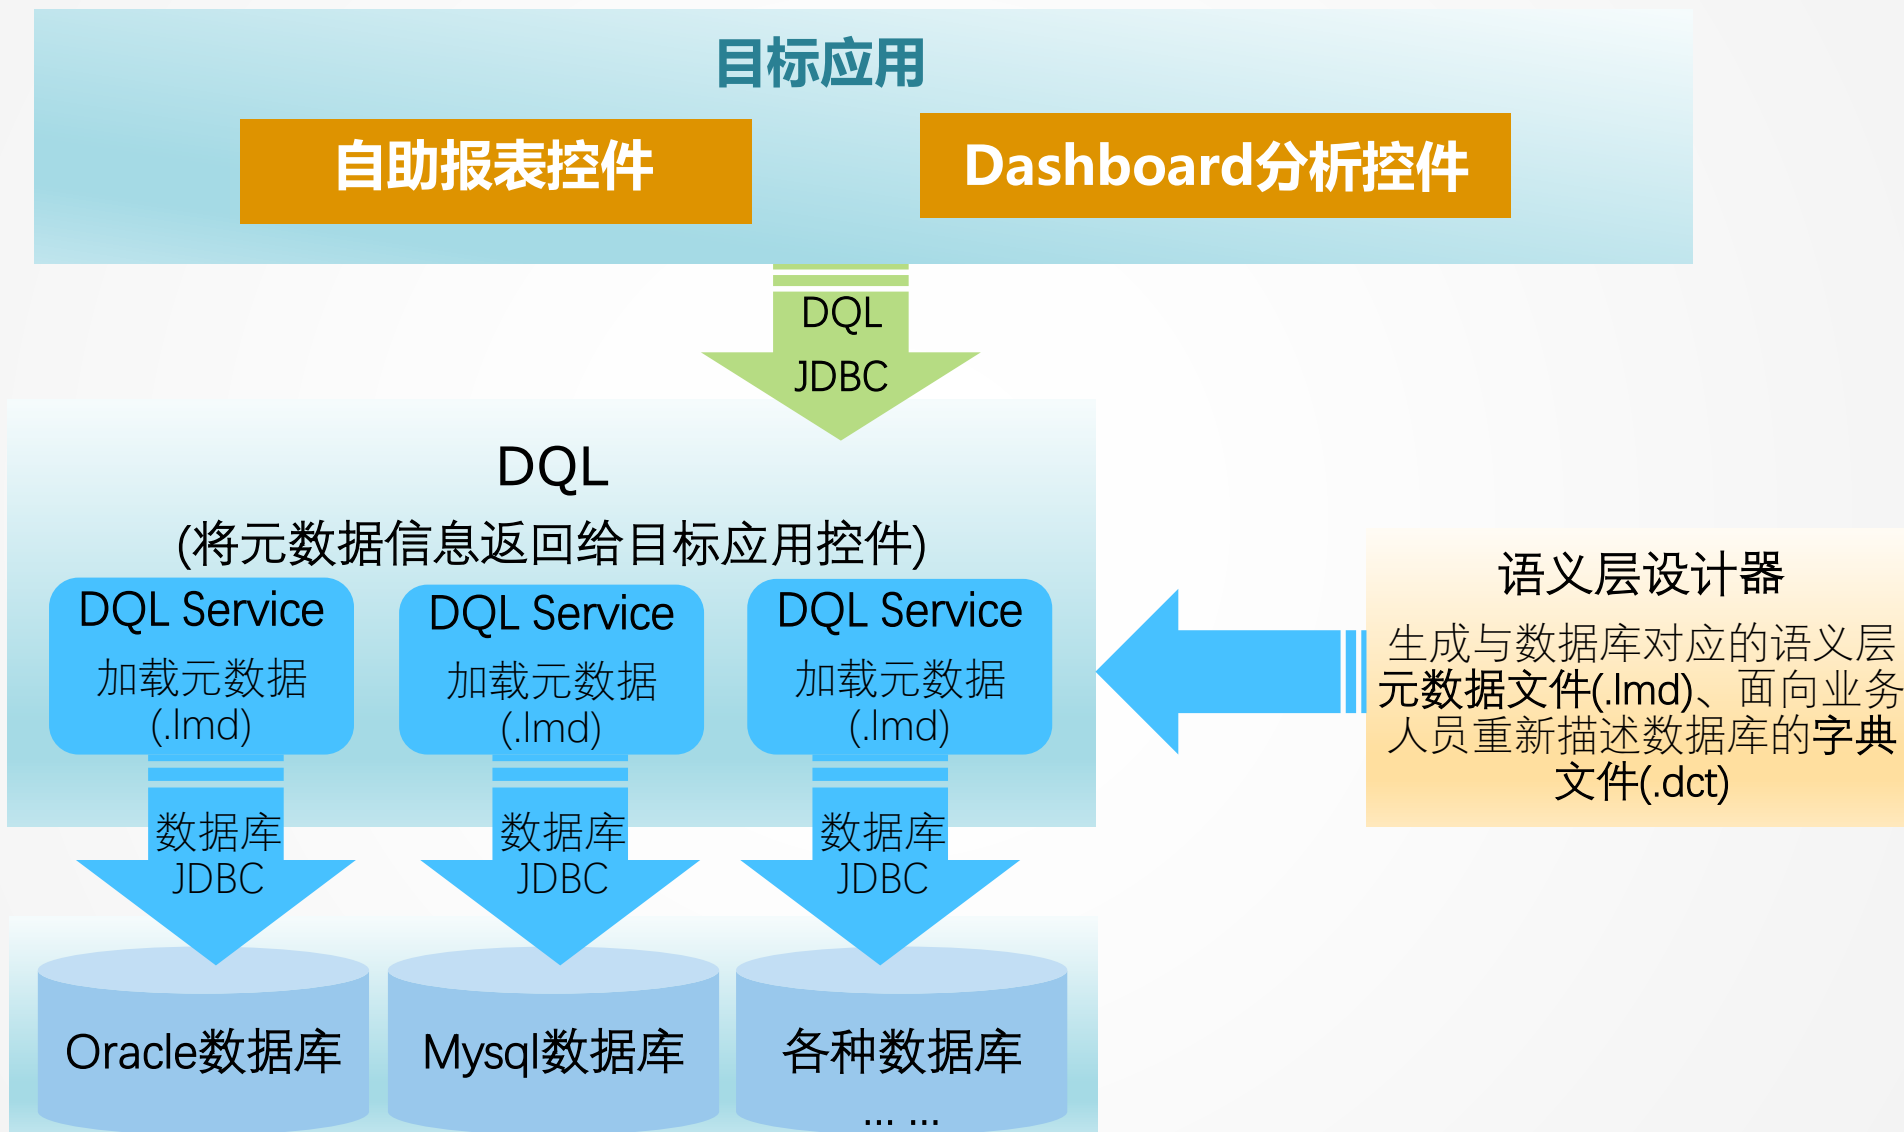 目标应用
自助报表控件
Dashboard分析控件
DQL
JDBC
DQL
(将元数据信息返回给目标应用控件)
DQL Service
加载元数据
(.lmd)
DQL Service
加载元数据
(.lmd)
DQL Service
加载元数据
(.lmd)
语义层设计器
生成与数据库对应的语义层
元数据文件(.lmd)、面向业务
人员重新描述数据库的字典
文件(.dct)
数据库
JDBC
数据库
JDBC
数据库
JDBC
Oracle数据库
Mysql数据库
各种数据库
... ...